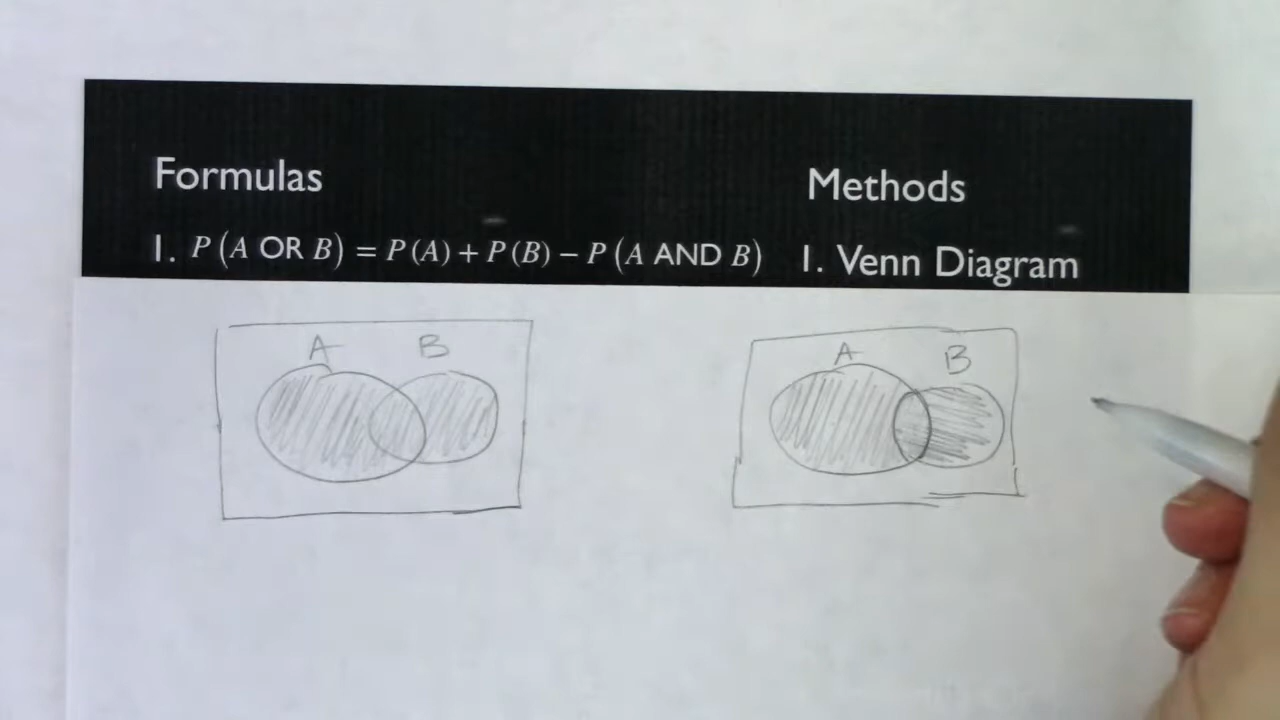 Formulas
Methods
1. P(A OR B) = P(A) + P(B) – P(A AND B)
1. Venn Diagram
A B
A B